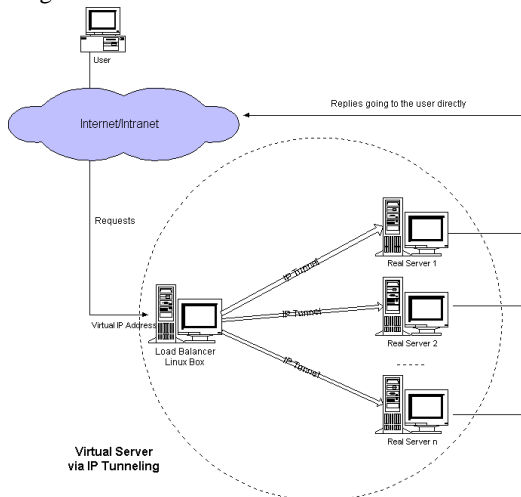 User
Internet/Intranet
Replies going to the user directly
Requests
Virtual IP Address
Load Balancer
Linux Box
IP Tunnel
IP Tunnel
IP Tunnel
Real Server 1
Real Server 2
Real Server n
Virtual Server
via IP Tunneling